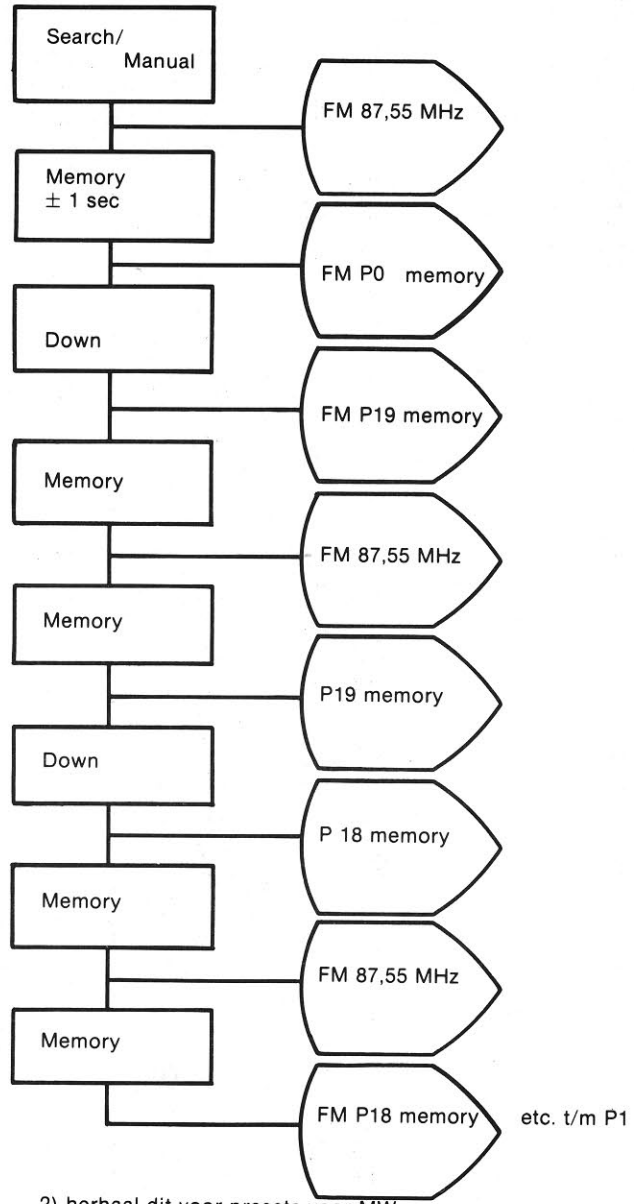 Search/
Manual
FM 87,55 MHz
Memory
± 1 sec
FM P0 memory
Down
FM P19 memory
Memory
FM 87,55 MHz
Memory
P19 memory
Down
P 18 memory
Memory
FM 87,55 MHz
Memory
FM P18 memory etc. t/m P1
2) herhaal dit voor presets